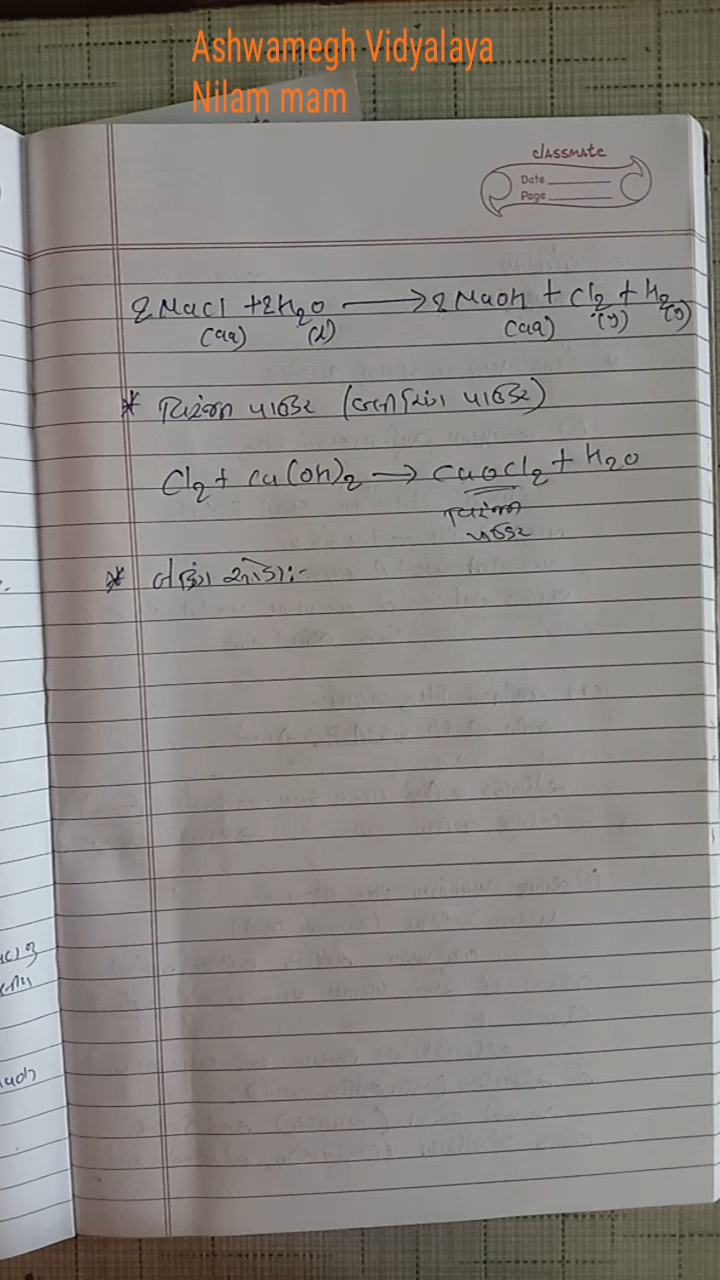 Ashwamegh Vidyalaya
Nilam mam
classmate
Date
Page
2NaCl + 2H₂O ⟶ 2NaOH + Cl₂ + H₂
(aq) (l) (aq) (g) (g)
* વિરંજન પાઉડર (બ્લીચિંગ પાઉડર)
Cl₂ + Ca(OH)₂ → CaOCl₂ + H₂O
વિરંજન
પાઉડર
* બેકિંગ સોડા:-